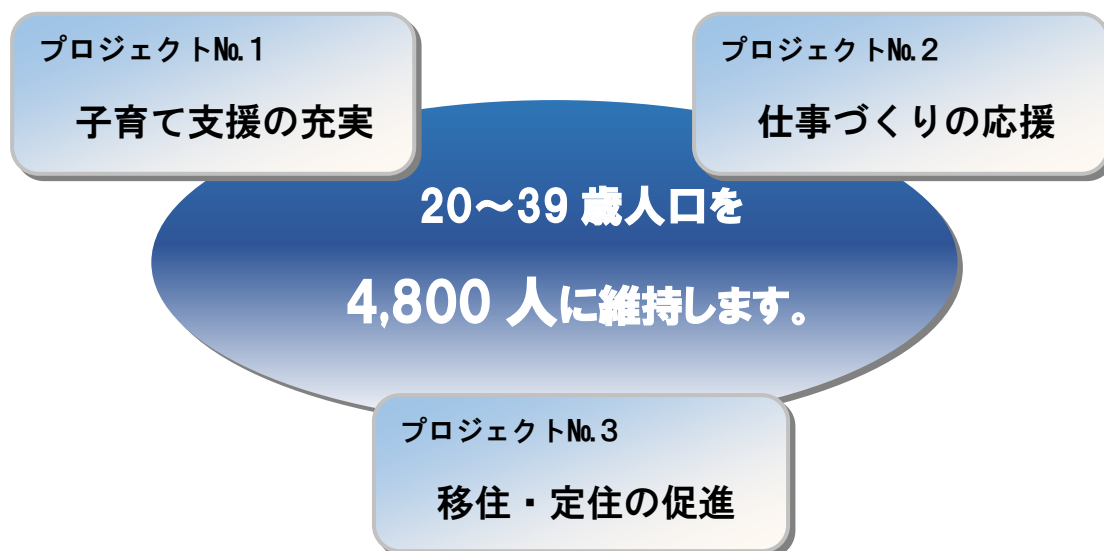 プロジェクト№1
子育て支援の充実
プロジェクト№2
仕事づくりの応援
20～39 歳人口を
4,800 人に維持します。
プロジェクト№3
移住・定住の促進